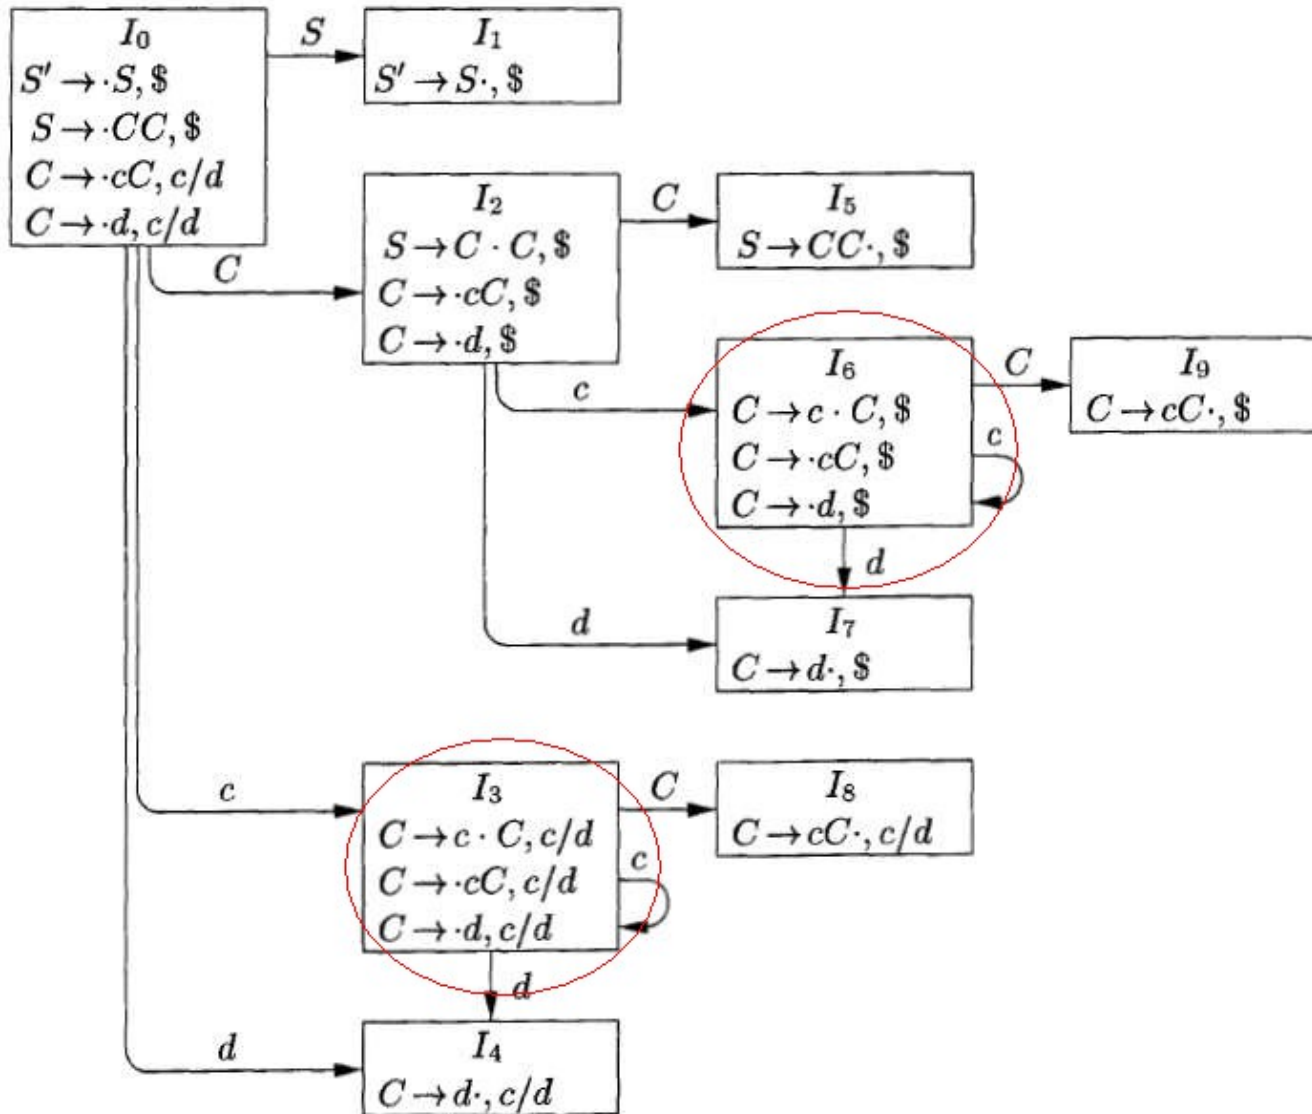 I₀
S' → ·S, $
S → ·CC, $
C → ·cC, c/d
C → ·d, c/d
S
I₁
S' → S·, $
C
I₂
S → C · C, $
C → ·cC, $
C → ·d, $
C
I₅
S → CC·, $
c
I₆
C → c · C, $
C → ·cC, $
C → ·d, $
C
I₉
C → cC·, $
c
d
d
I₇
C → d·, $
c
I₃
C → c · C, c/d
C → ·cC, c/d
C → ·d, c/d
C
I₈
C → cC·, c/d
c
d
d
I₄
C → d·, c/d